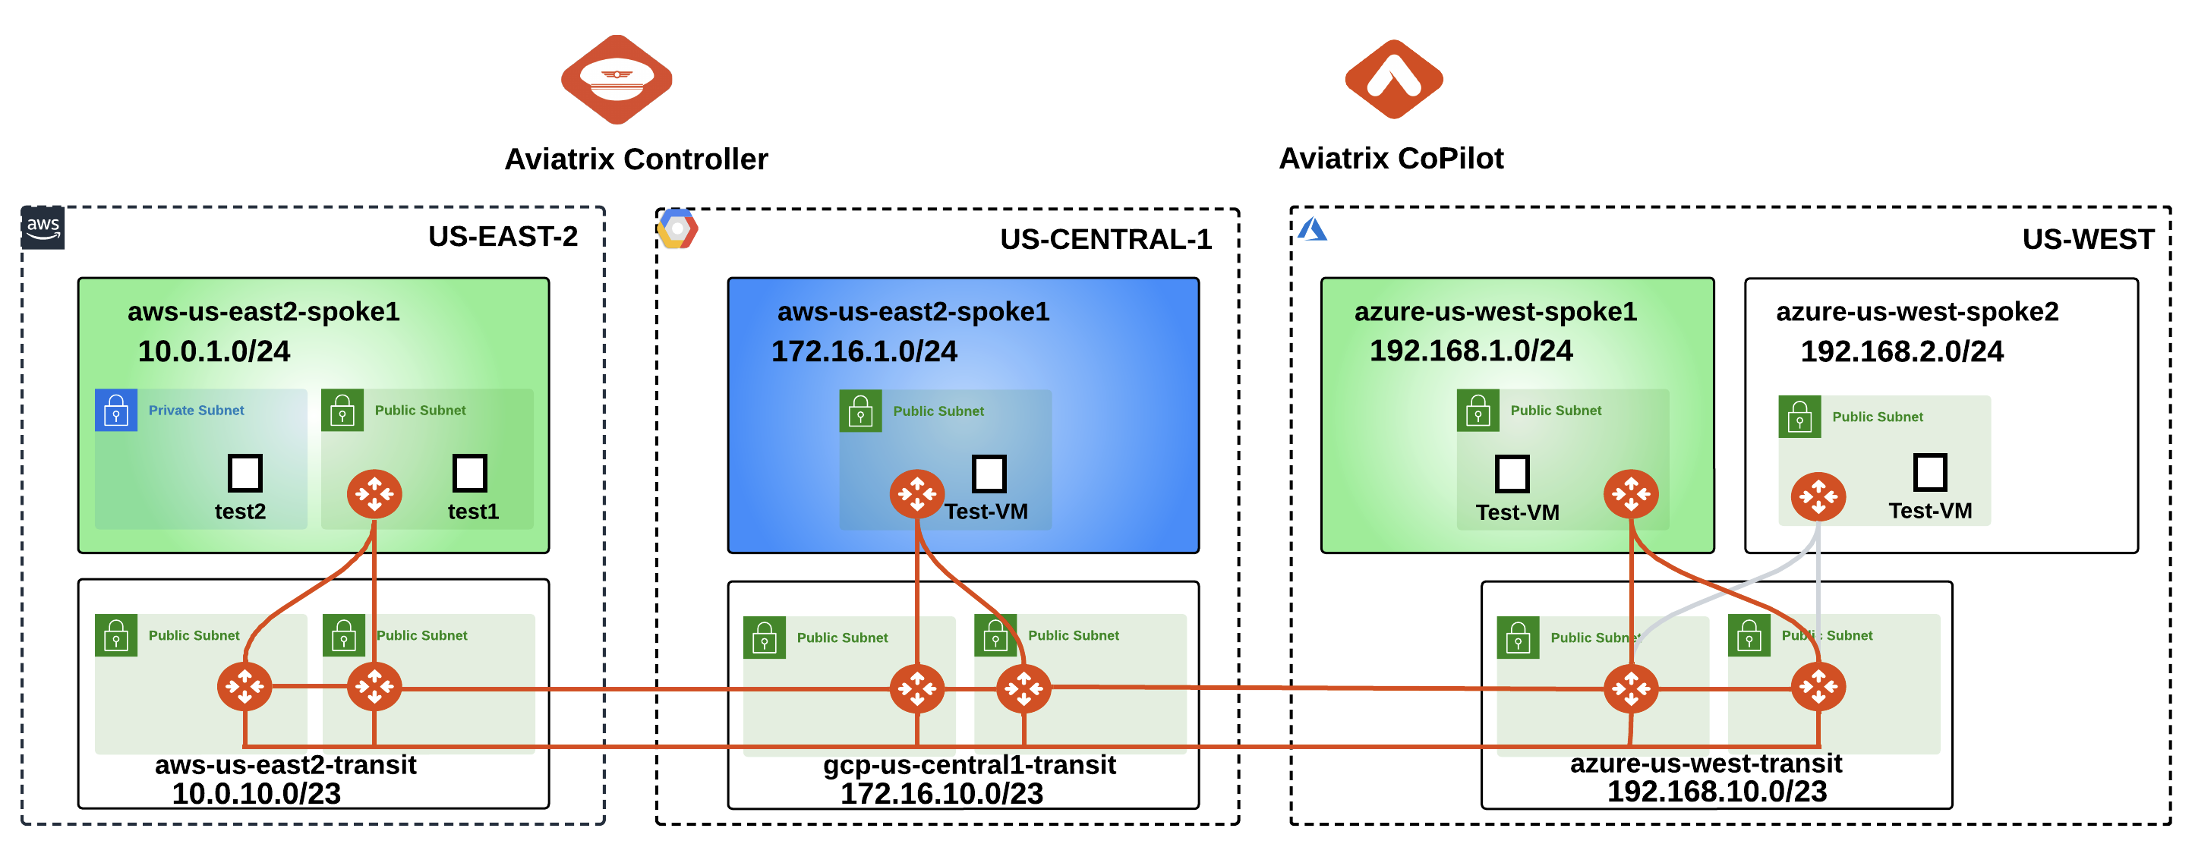 Aviatrix Controller
Aviatrix CoPilot
aws
US-EAST-2
aws-us-east2-spoke1
10.0.1.0/24
Private Subnet
Public Subnet
test2
test1
Public Subnet
Public Subnet
aws-us-east2-transit
10.0.10.0/23
US-CENTRAL-1
aws-us-east2-spoke1
172.16.1.0/24
Public Subnet
Test-VM
Public Subnet
Public Subnet
gcp-us-central1-transit
172.16.10.0/23
US-WEST
azure-us-west-spoke1
192.168.1.0/24
Public Subnet
Test-VM
azure-us-west-spoke2
192.168.2.0/24
Public Subnet
Test-VM
Public Subnet
Public Subnet
azure-us-west-transit
192.168.10.0/23